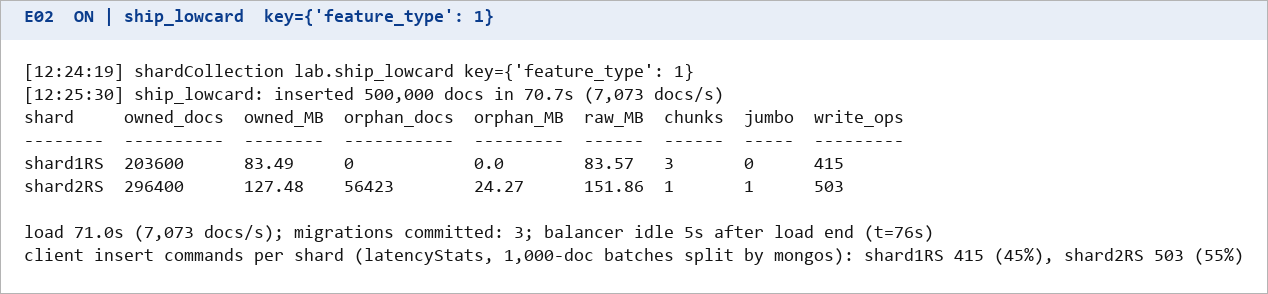 E02  ON | ship_lowcard  key={'feature_type': 1}
[12:24:19] shardCollection lab.ship_lowcard key={'feature_type': 1}
[12:25:30] ship_lowcard: inserted 500,000 docs in 70.7s (7,073 docs/s)
shard     owned_docs  owned_MB  orphan_docs  orphan_MB  raw_MB  chunks  jumbo  write_ops
--------  ----------  --------  -----------  ---------  ------  ------  -----  ---------
shard1RS  203600      83.49     0            0.0        83.57   3       0      415
shard2RS  296400      127.48    56423        24.27      151.86  1       1      503
load 71.0s (7,073 docs/s); migrations committed: 3; balancer idle 5s after load end (t=76s)
client insert commands per shard (latencyStats, 1,000-doc batches split by mongos): shard1RS 415 (45%), shard2RS 503 (55%)